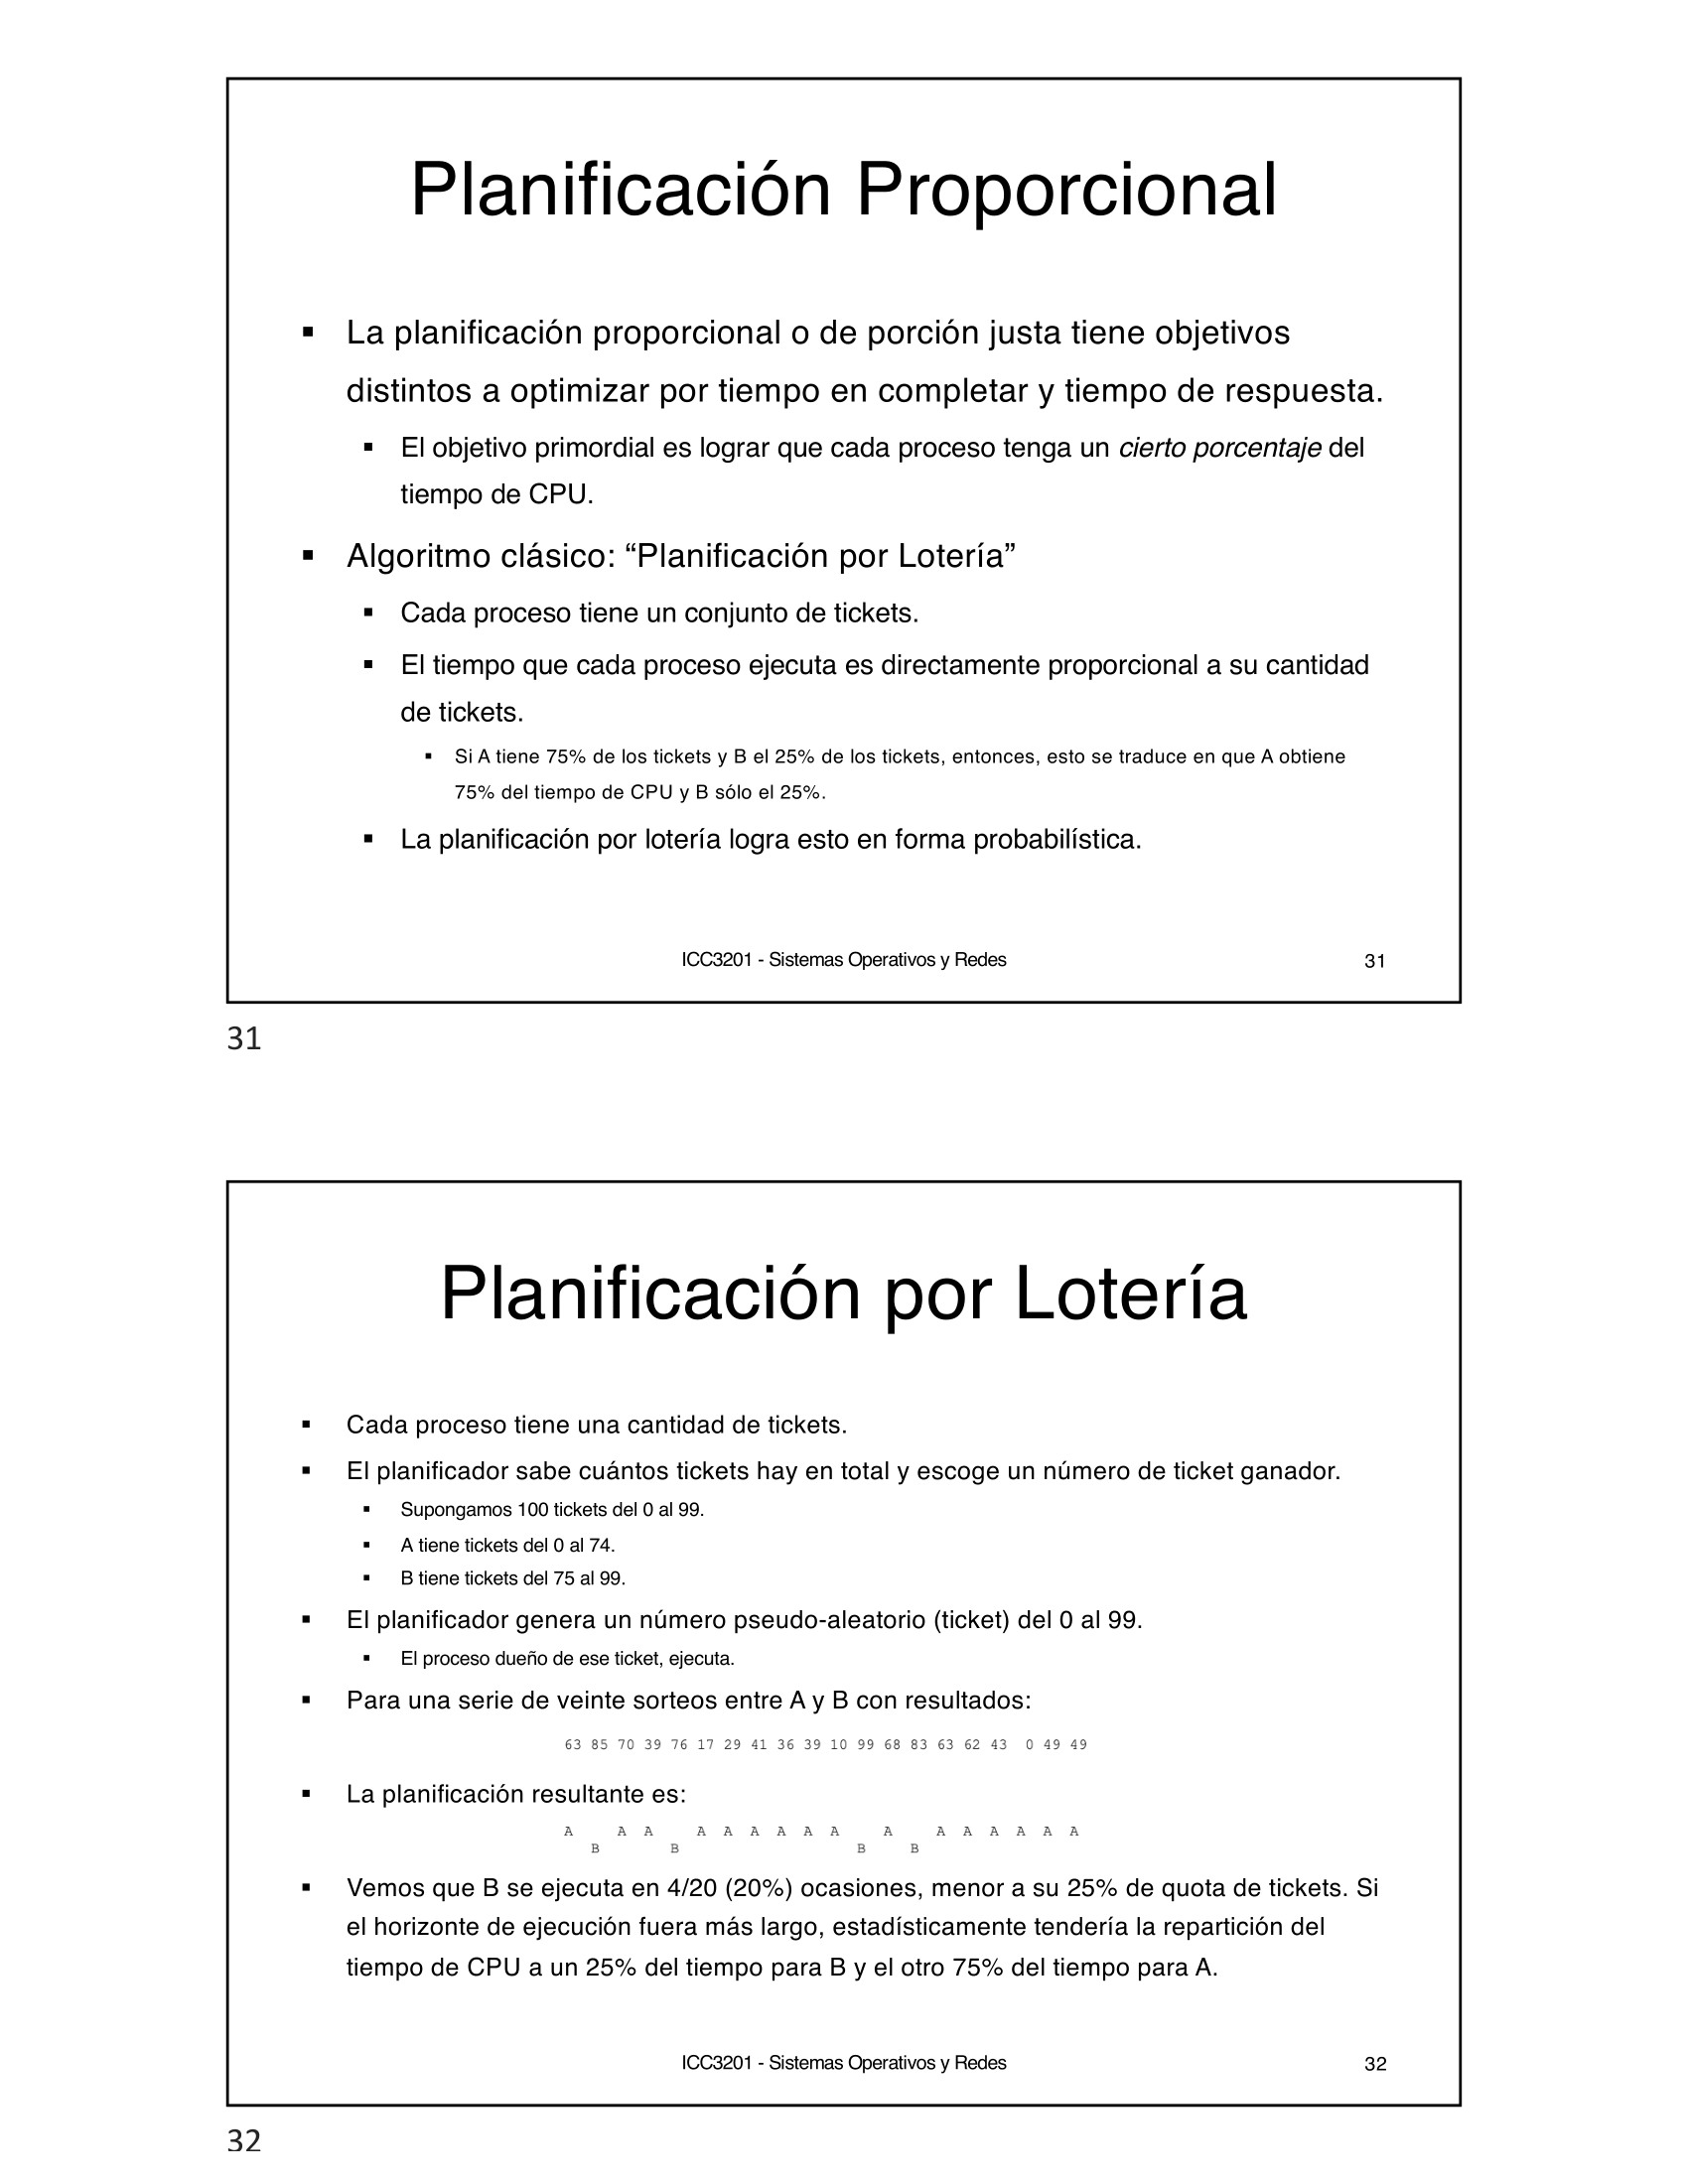 Planificación Proporcional
▪ La planificación proporcional o de porción justa tiene objetivos
distintos a optimizar por tiempo en completar y tiempo de respuesta.
▪ El objetivo primordial es lograr que cada proceso tenga un cierto porcentaje del
tiempo de CPU.
▪ Algoritmo clásico: “Planificación por Lotería”
▪ Cada proceso tiene un conjunto de tickets.
▪ El tiempo que cada proceso ejecuta es directamente proporcional a su cantidad
de tickets.
▪ Si A tiene 75% de los tickets y B el 25% de los tickets, entonces, esto se traduce en que A obtiene
75% del tiempo de CPU y B sólo el 25%.
▪ La planificación por lotería logra esto en forma probabilística.
ICC3201 - Sistemas Operativos y Redes 31
31
Planificación por Lotería
▪ Cada proceso tiene una cantidad de tickets.
▪ El planificador sabe cuántos tickets hay en total y escoge un número de ticket ganador.
▪ Supongamos 100 tickets del 0 al 99.
▪ A tiene tickets del 0 al 74.
▪ B tiene tickets del 75 al 99.
▪ El planificador genera un número pseudo-aleatorio (ticket) del 0 al 99.
▪ El proceso dueño de ese ticket, ejecuta.
▪ Para una serie de veinte sorteos entre A y B con resultados:
63 85 70 39 76 17 29 41 36 39 10 99 68 83 63 62 43 0 49 49
▪ La planificación resultante es:
A A A A A A A A A A A A A A A A
B B B B
▪ Vemos que B se ejecuta en 4/20 (20%) ocasiones, menor a su 25% de quota de tickets. Si
el horizonte de ejecución fuera más largo, estadísticamente tendería la repartición del
tiempo de CPU a un 25% del tiempo para B y el otro 75% del tiempo para A.
ICC3201 - Sistemas Operativos y Redes 32
32